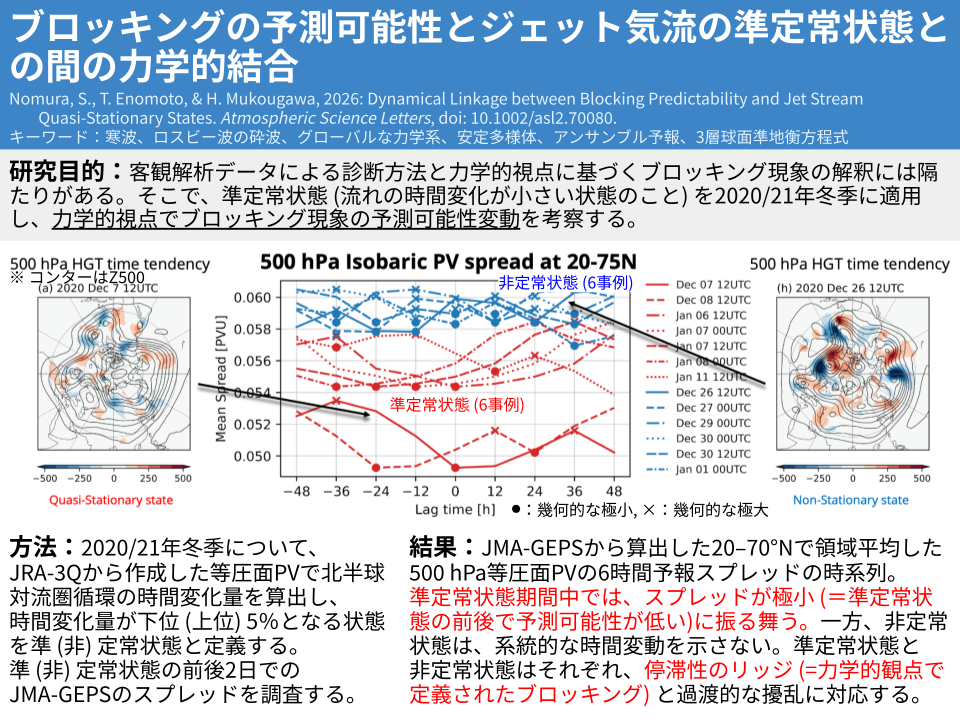 ブロッキングの予測可能性とジェット気流の準定常状態と
の間の力学的結合
Nomura, S., T. Enomoto, & H. Mukougawa, 2026: Dynamical Linkage between Blocking Predictability and Jet Stream
Quasi-Stationary States. Atmospheric Science Letters, doi: 10.1002/asl2.70080.
キーワード：寒波、ロスビー波の砕波、グローバルな力学系、安定多様体、アンサンブル予報、3層球面準地衡方程式
研究目的：客観解析データによる診断方法と力学的視点に基づくブロッキング現象の解釈には隔
たりがある。そこで、準定常状態 (流れの時間変化が小さい状態のこと) を2020/21年冬季に適用
し、力学的視点でブロッキング現象の予測可能性変動を考察する。
500 hPa HGT time tendency
※ コンターはZ500
(a) 2020 Dec 7 12UTC
−500 −250 0 250 500
Quasi-Stationary state
500 hPa Isobaric PV spread at 20-75N
非定常状態 (6事例)
Mean Spread [PVU]
0.060
0.058
0.056
0.054
0.052
0.050
準定常状態 (6事例)
−48 −36 −24 −12 0 12 24 36 48
Lag time [h]
●：幾何的な極小, ×：幾何的な極大
Dec 07 12UTC
Dec 08 12UTC
Jan 06 12UTC
Jan 07 00UTC
Jan 07 12UTC
Jan 08 00UTC
Jan 11 12UTC
Dec 26 12UTC
Dec 27 00UTC
Dec 29 00UTC
Dec 30 00UTC
Dec 30 12UTC
Jan 01 00UTC
500 hPa HGT time tendency
(h) 2020 Dec 26 12UTC
−500 −250 0 250 500
Non-Stationary state
方法：2020/21年冬季について、
JRA-3Qから作成した等圧面PVで北半球
対流圏循環の時間変化量を算出し、
時間変化量が下位 (上位) 5%となる状態
を準 (非) 定常状態と定義する。
準 (非) 定常状態の前後2日での
JMA-GEPSのスプレッドを調査する。
結果：JMA-GEPSから算出した20–70°Nで領域平均した
500 hPa等圧面PVの6時間予報スプレッドの時系列。
準定常状態期間中では、スプレッドが極小 (＝準定常状
態の前後で予測可能性が低い)に振る舞う。一方、非定常
状態は、系統的な時間変動を示さない。準定常状態と
非定常状態はそれぞれ、停滞性のリッジ (=力学的観点で
定義されたブロッキング) と過渡的な擾乱に対応する。